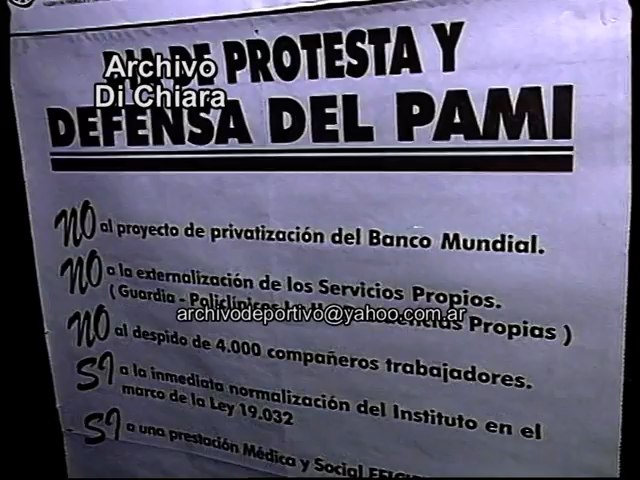 DIA DE PROTESTA Y
Archivo
Di Chiara
DEFENSA DEL PAMI
NO al proyecto de privatización del Banco Mundial.
NO a la externalización de los Servicios Propios.
( Guardia - Policlínicos Propias )
archivodeportivo@yahoo.com.ar
NO al despido de 4.000 compañeros trabajadores.
SI a la inmediata normalización del Instituto en el
marco de la Ley 19.032
SI a una prestación Médica y Social